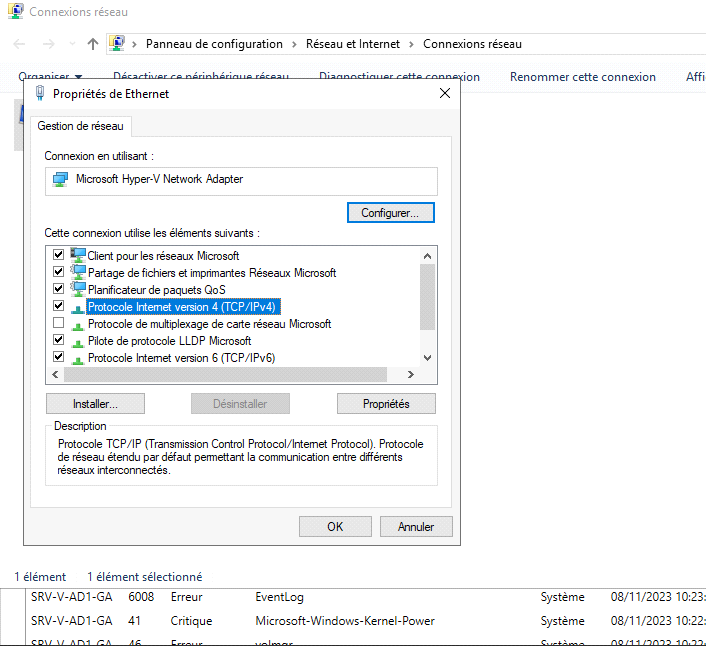 Connexions réseau
Panneau de configuration > Réseau et Internet > Connexions réseau
Organiser Désactiver ce périphérique réseau Diagnostiquer cette connexion Renommer cette connexion Affi
Propriétés de Ethernet
Gestion de réseau
Connexion en utilisant :
Microsoft Hyper-V Network Adapter
Configurer...
Cette connexion utilise les éléments suivants :
Client pour les réseaux Microsoft
Partage de fichiers et imprimantes Réseaux Microsoft
Planificateur de paquets QoS
Protocole Internet version 4 (TCP/IPv4)
Protocole de multiplexage de carte réseau Microsoft
Pilote de protocole LLDP Microsoft
Protocole Internet version 6 (TCP/IPv6)
Installer... Désinstaller Propriétés
Description
Protocole TCP/IP (Transmission Control Protocol/Internet Protocol). Protocole
de réseau étendu par défaut permettant la communication entre différents
réseaux interconnectés.
OK Annuler
1 élément 1 élément sélectionné
SRV-V-AD1-GA 6008 Erreur EventLog Système 08/11/2023 10:23:
SRV-V-AD1-GA 41 Critique Microsoft-Windows-Kernel-Power Système 08/11/2023 10:22:
SRV-V-AD1-GA 46 Erreur volmgr Système 08/11/2023 10:22: